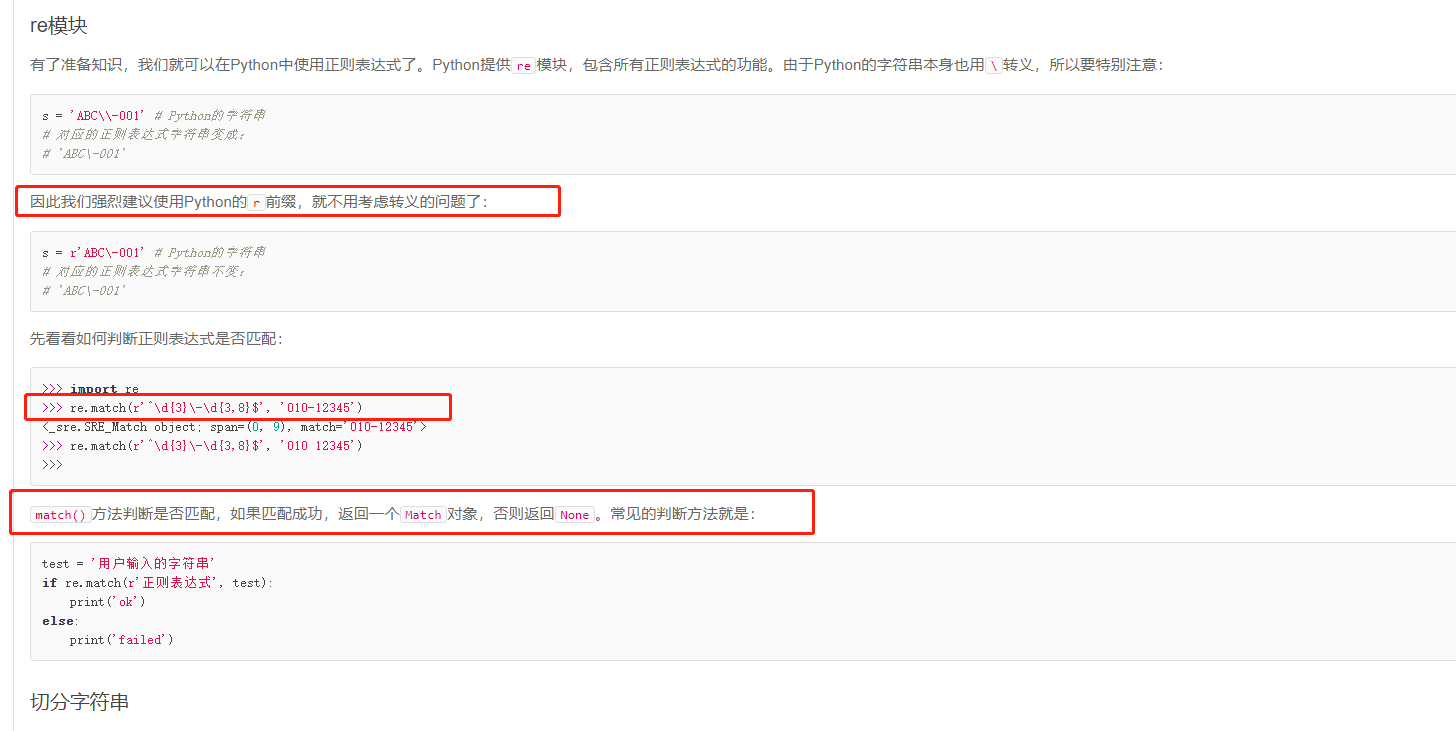 re模块
有了准备知识，我们就可以在Python中使用正则表达式了。Python提供re模块，包含所有正则表达式的功能。由于Python的字符串本身也用\转义，所以要特别注意：
s = 'ABC\\-001' # Python的字符串
# 对应的正则表达式字符串变成：
# 'ABC\-001'
因此我们强烈建议使用Python的r前缀，就不用考虑转义的问题了：
s = r'ABC\-001' # Python的字符串
# 对应的正则表达式字符串不变：
# 'ABC\-001'
先看看如何判断正则表达式是否匹配：
>>> import re
>>> re.match(r'^\d{3}\-\d{3,8}$', '010-12345')
<_sre.SRE_Match object; span=(0, 9), match='010-12345'>
>>> re.match(r'^\d{3}\-\d{3,8}$', '010 12345')
>>>
match()方法判断是否匹配，如果匹配成功，返回一个Match对象，否则返回None。常见的判断方法就是：
test = '用户输入的字符串'
if re.match(r'正则表达式', test):
    print('ok')
else:
    print('failed')
切分字符串